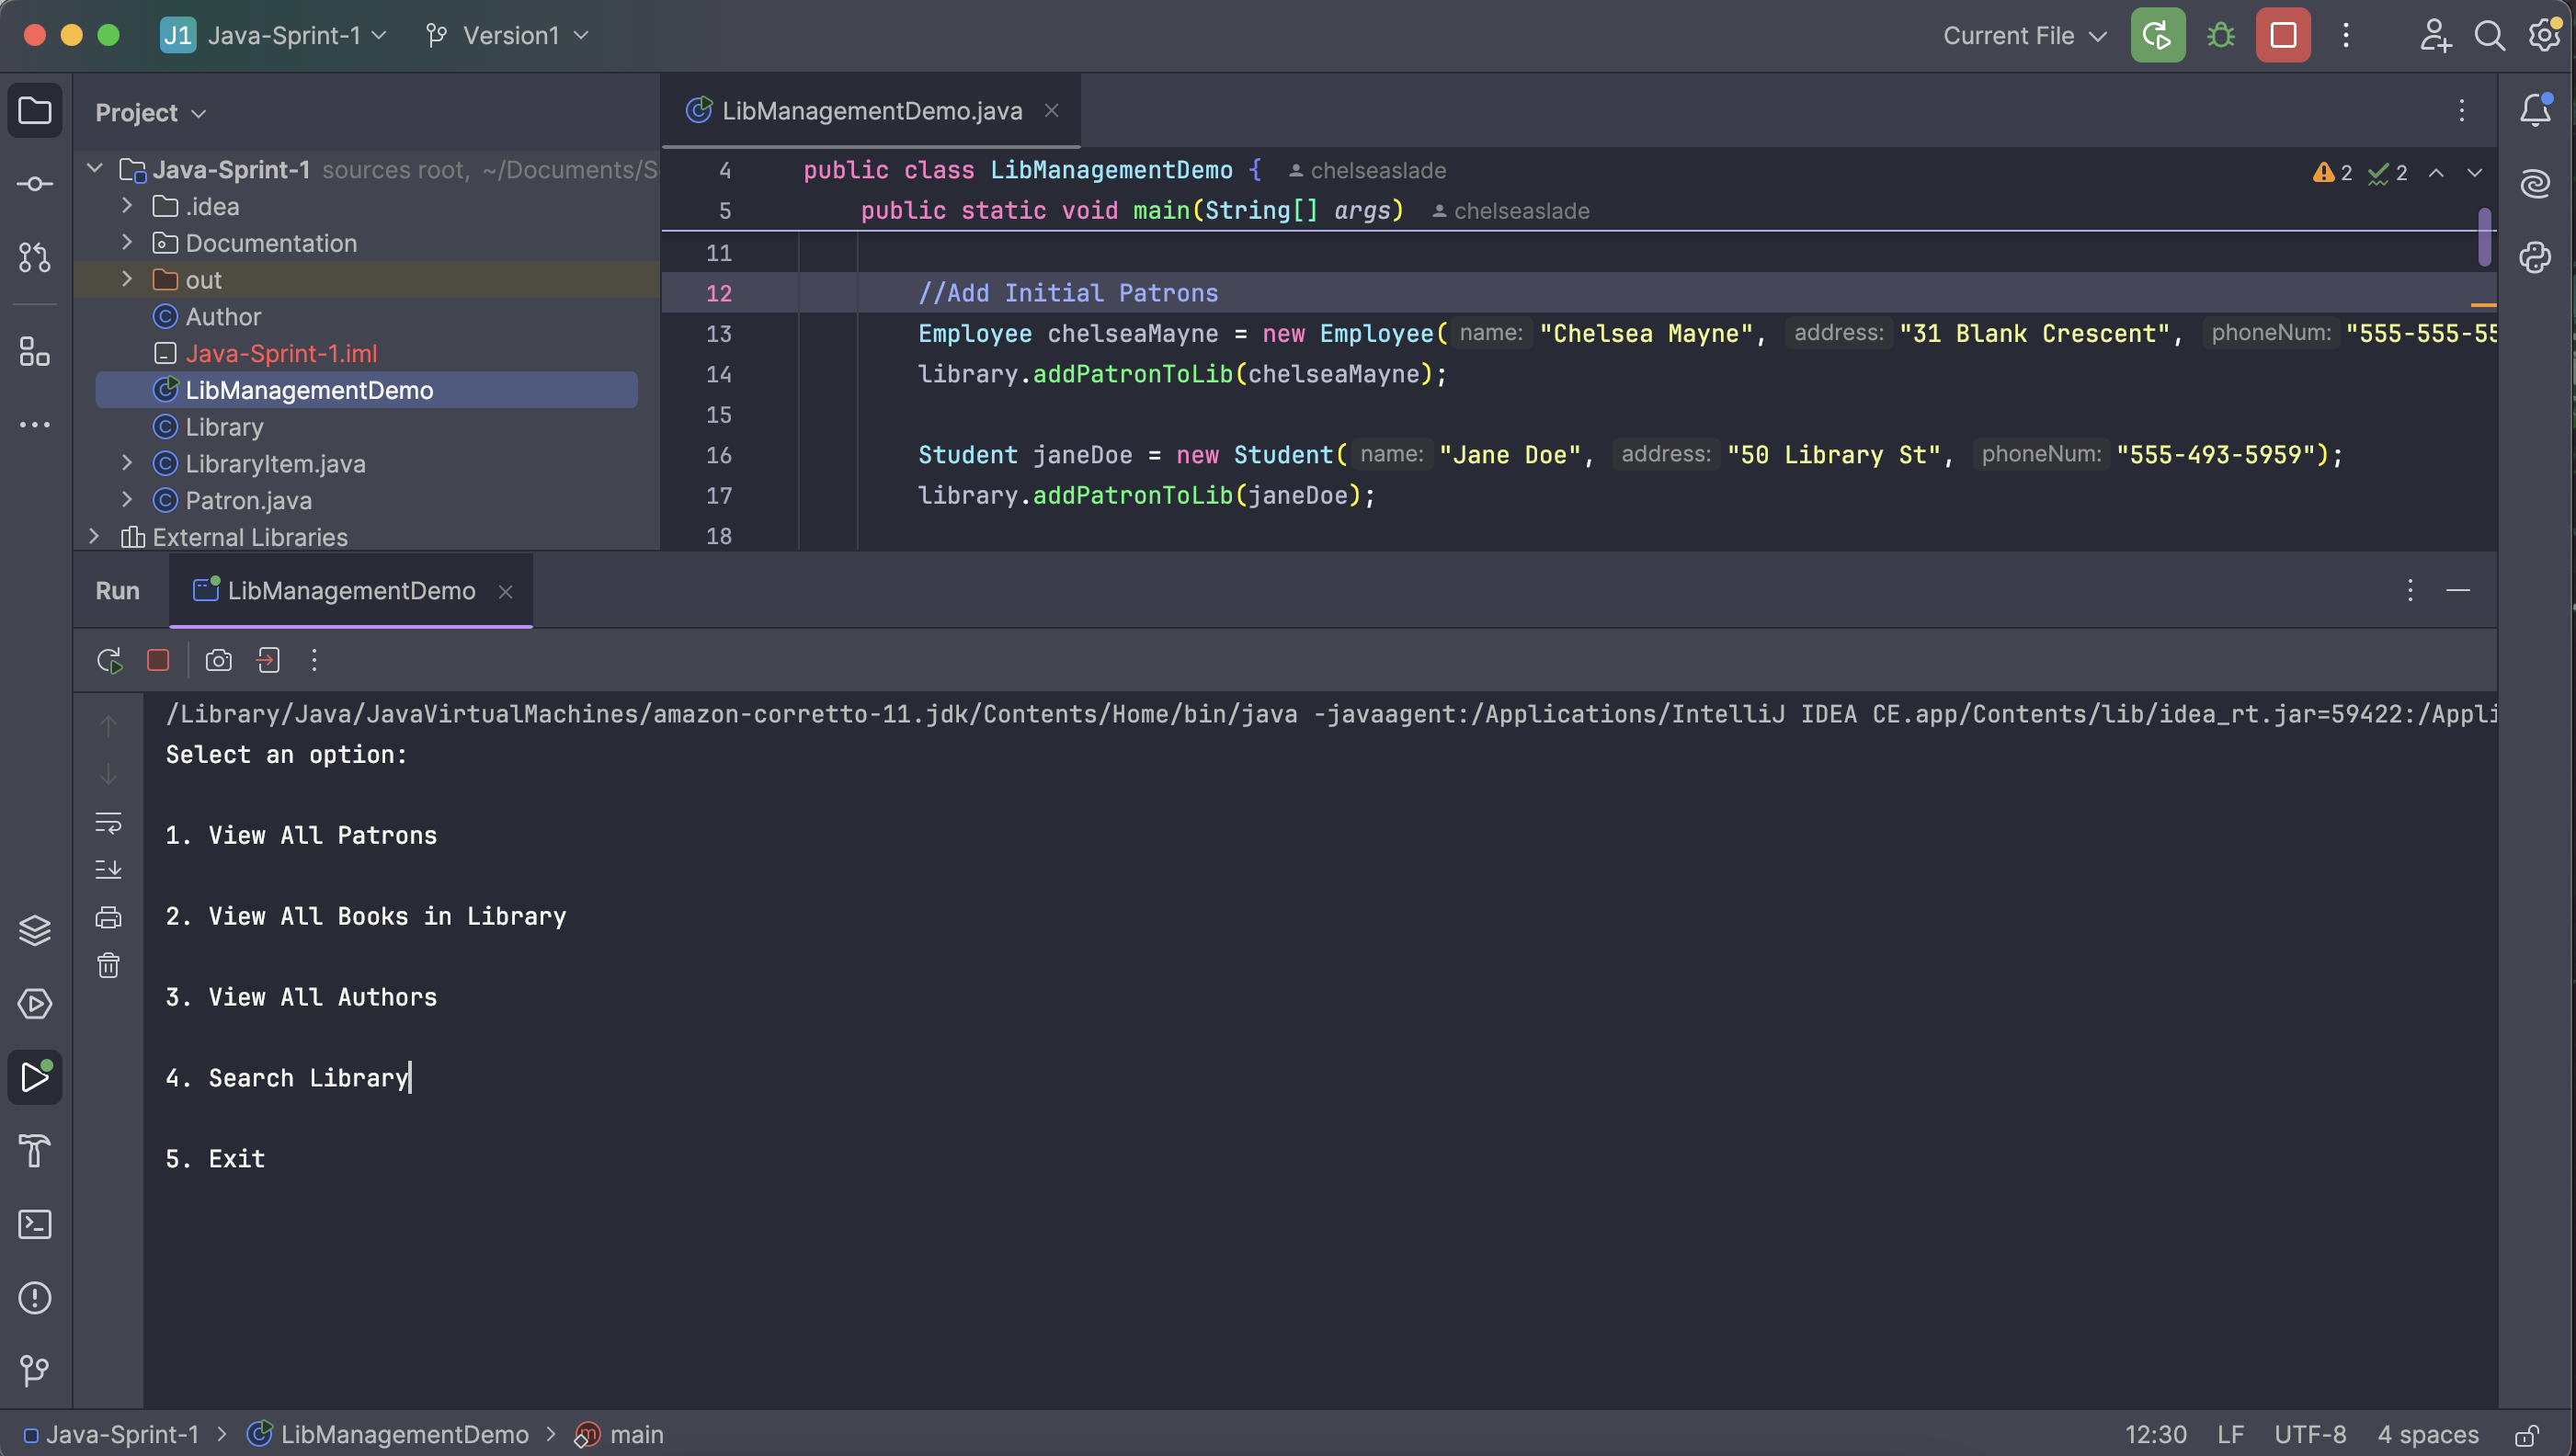 J1 Java-Sprint-1 Version1 Current File
Project
LibManagementDemo.java
Java-Sprint-1 sources root, ~/Documents/S
.idea
Documentation
out
Author
Java-Sprint-1.iml
LibManagementDemo
Library
LibraryItem.java
Patron.java
External Libraries
4 public class LibManagementDemo { chelseaslade
2 2
5 public static void main(String[] args) chelseaslade
11
12 //Add Initial Patrons
13 Employee chelseaMayne = new Employee( name: "Chelsea Mayne", address: "31 Blank Crescent", phoneNum: "555-555-55
14 library.addPatronToLib(chelseaMayne);
15
16 Student janeDoe = new Student( name: "Jane Doe", address: "50 Library St", phoneNum: "555-493-5959");
17 library.addPatronToLib(janeDoe);
18
Run LibManagementDemo
/Library/Java/JavaVirtualMachines/amazon-corretto-11.jdk/Contents/Home/bin/java -javaagent:/Applications/IntelliJ IDEA CE.app/Contents/lib/idea_rt.jar=59422:/Appli
Select an option:
1. View All Patrons
2. View All Books in Library
3. View All Authors
4. Search Library
5. Exit
Java-Sprint-1 > LibManagementDemo > main 12:30 LF UTF-8 4 spaces